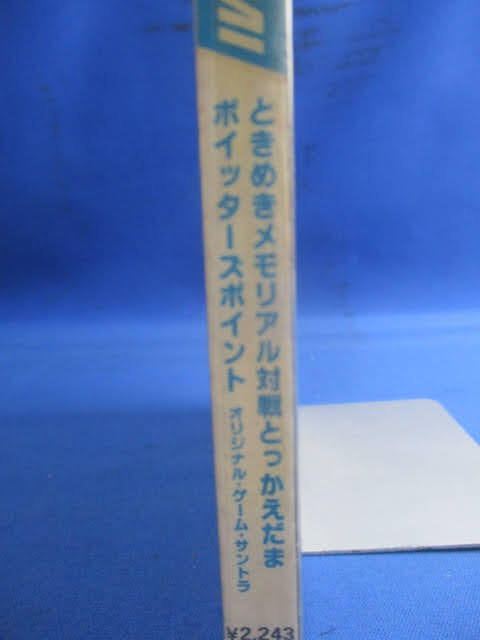 ときめきメモリアル対戦とっかえだま
ポイッターズポイント オリジナル・ゲーム・サントラ
¥2,243